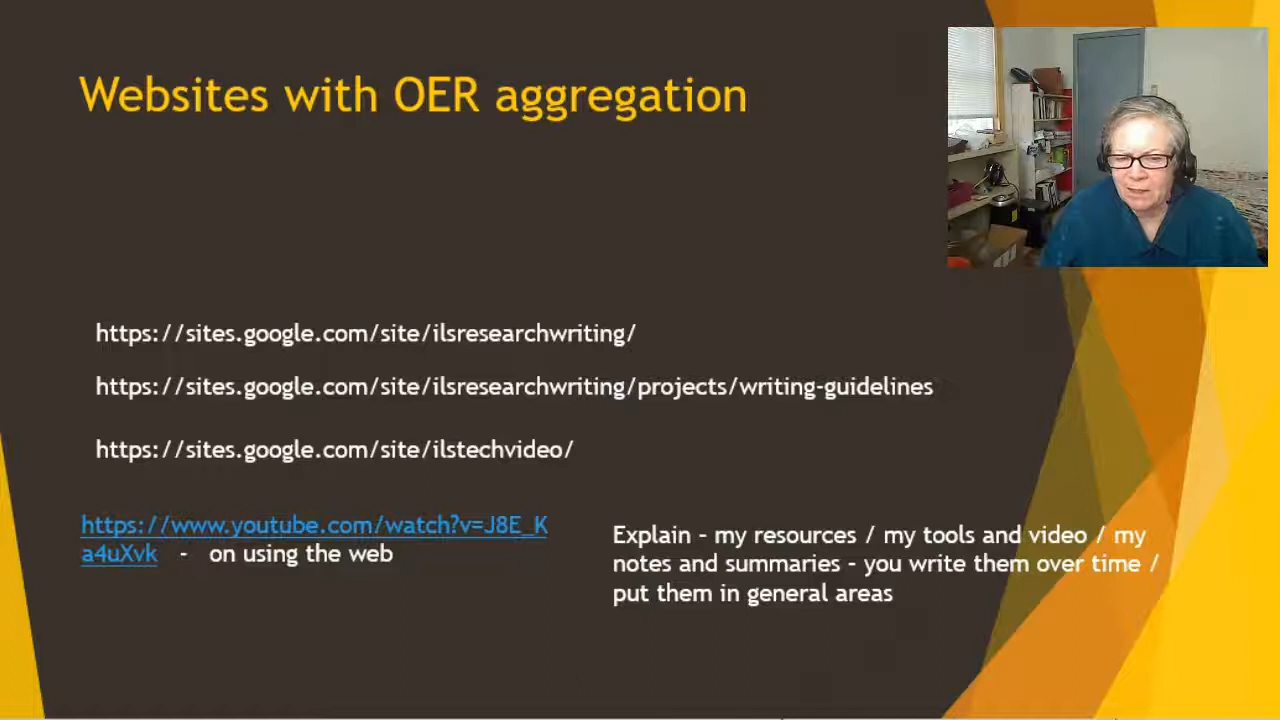 Websites with OER aggregation
https://sites.google.com/site/ilsresearchwriting/
https://sites.google.com/site/ilsresearchwriting/projects/writing-guidelines
https://sites.google.com/site/ilstechvideo/
https://www.youtube.com/watch?v=J8E_K
a4uXvk - on using the web
Explain – my resources / my tools and video / my
notes and summaries – you write them over time /
put them in general areas